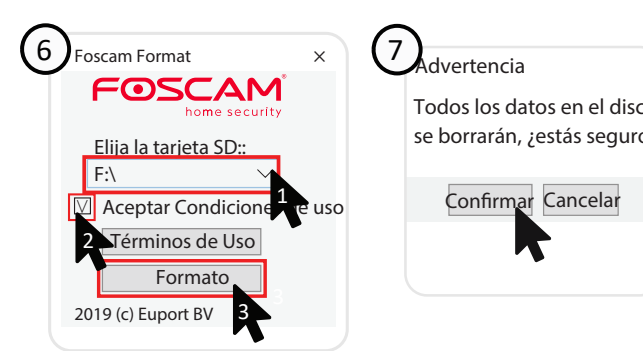 6
Foscam Format ×
FOSCAM
home security
Elija la tarjeta SD::
F:\
1
Aceptar Condicione e uso
2
Términos de Uso
Formato
3
3
2019 (c) Euport BV
7
Advertencia
Todos los datos en el disc
se borrarán, ¿estás seguro
Confirmar Cancelar